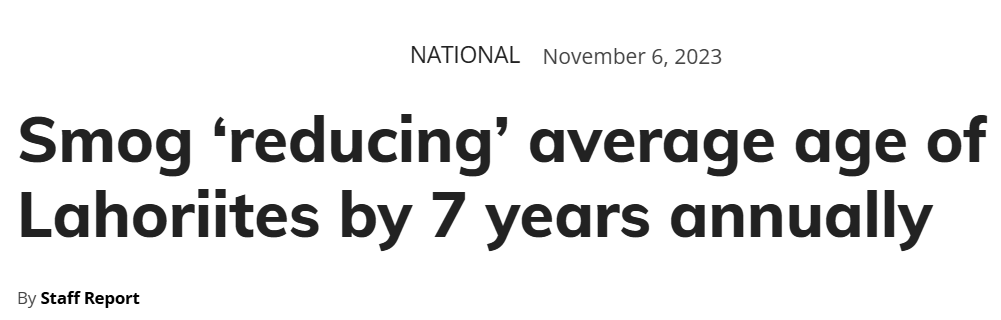 NATIONAL November 6, 2023
Smog ‘reducing’ average age of
Lahoriites by 7 years annually
By Staff Report